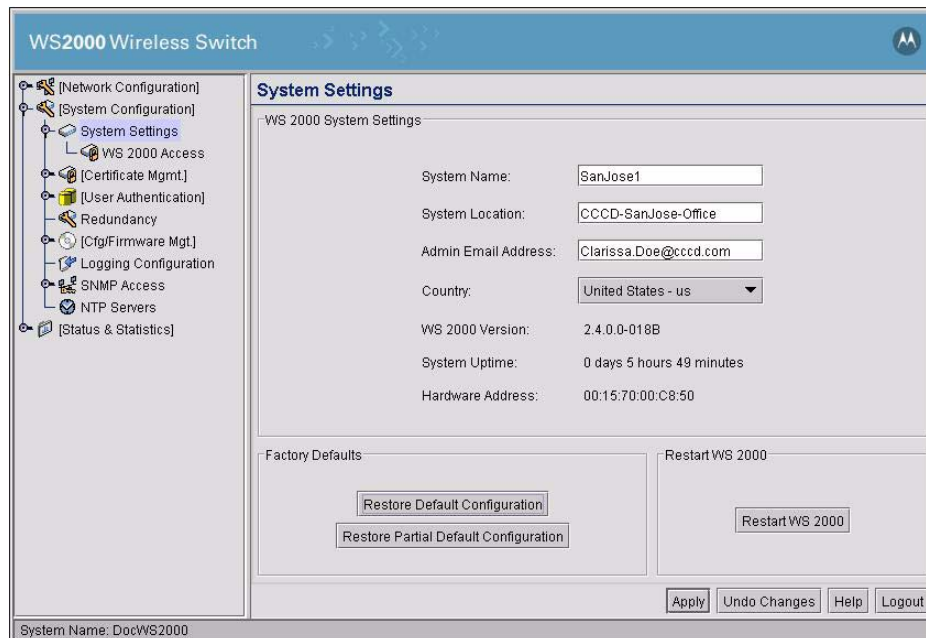 WS2000 Wireless Switch
[Network Configuration]
[System Configuration]
System Settings
WS 2000 Access
[Certificate Mgmt.]
[User Authentication]
Redundancy
[Cfg/Firmware Mgt.]
Logging Configuration
SNMP Access
NTP Servers
[Status & Statistics]
System Settings
WS 2000 System Settings
System Name: SanJose1
System Location: CCCD-SanJose-Office
Admin Email Address: Clarissa.Doe@cccd.com
Country: United States - us
WS 2000 Version: 2.4.0.0-018B
System Uptime: 0 days 5 hours 49 minutes
Hardware Address: 00:15:70:00:C8:50
Factory Defaults
Restore Default Configuration
Restore Partial Default Configuration
Restart WS 2000
Restart WS 2000
Apply Undo Changes Help Logout
System Name: DocWS2000